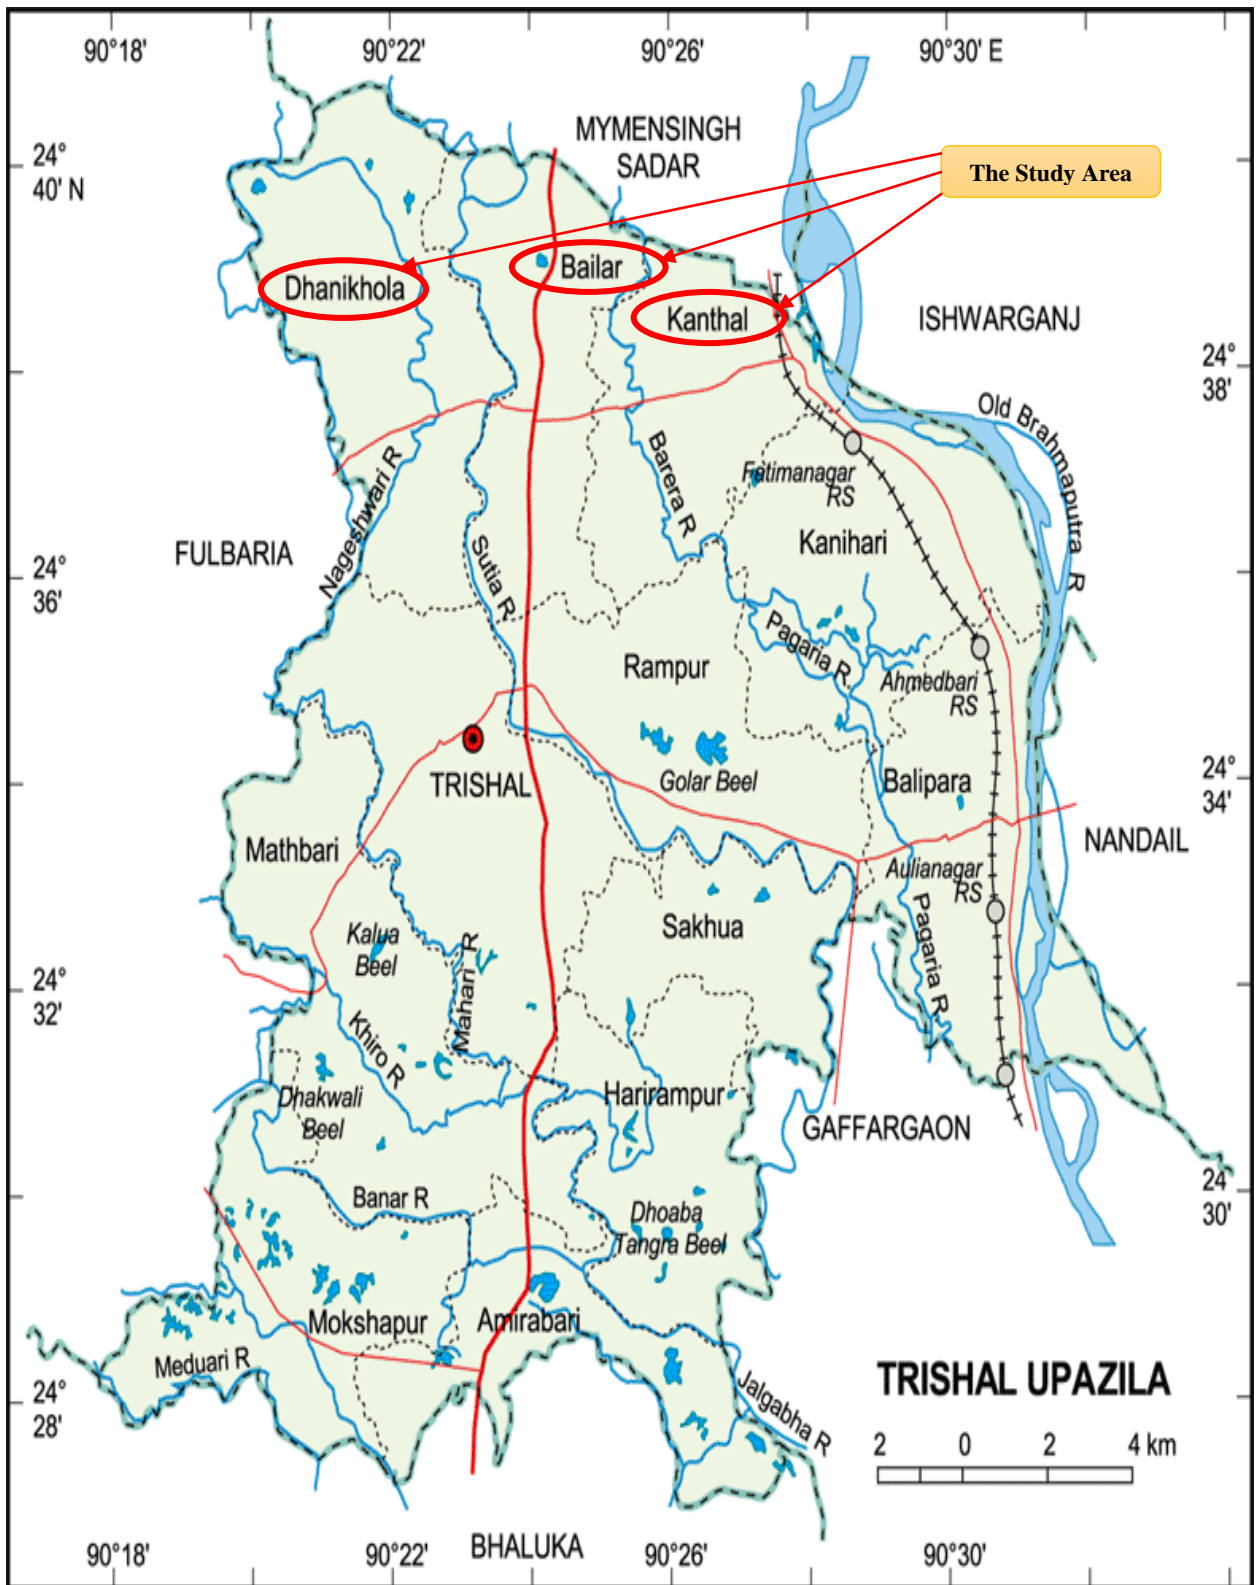 90°18'
90°22'
90°26'
90°30' E
MYMENSINGH
SADAR
24°
40' N
The Study Area
Bailar
Dhanikhola
Kanthal
ISHWARGANJ
24°
38'
Old Brahmaputra R
Barera R
Nageshwari R
Fatimanagar
RS
Kanihari
FULBARIA
24°
36'
Sutia R
Pagaria R.
Rampur
Ahmedbari
RS
TRISHAL
Golar Beel
Balipara
24°
34'
Mathbari
NANDAIL
Aulianagar
RS
Sakhua
Pagaria R.
Kalua
Beel
Mahari R
24°
32'
Khiro R
Dhakwali
Beel
Harirampur
GAFFARGAON
24°
30'
Banar R
Dhoaba
Tangra Beel
Mokshapur
Amirabari
Meduari R
Jalgabha R
TRISHAL UPAZILA
24°
28'
2 0 2 4 km
BHALUKA
90°18'
90°22'
90°26'
90°30'